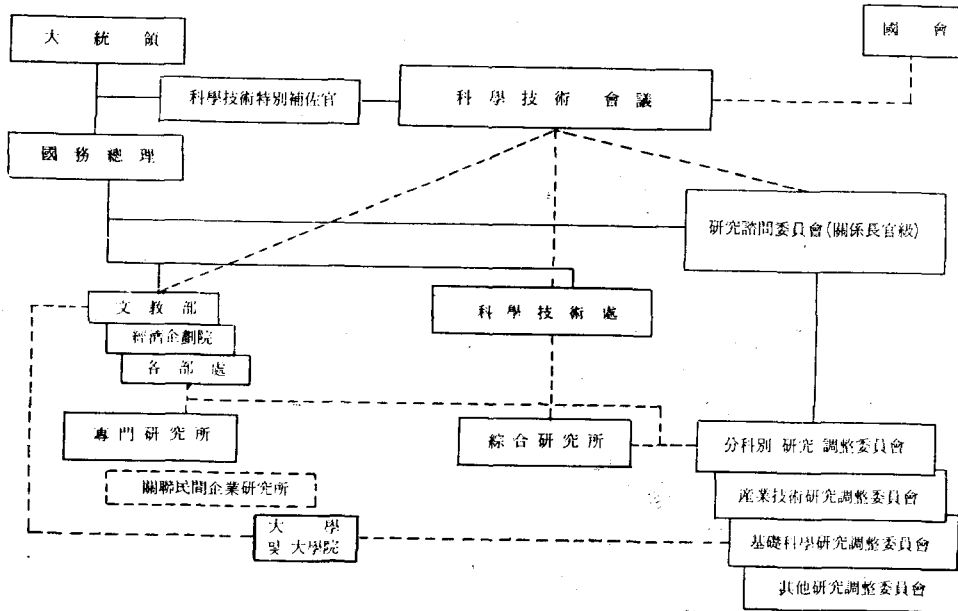 大統領
國會
科學技術特別補佐官
科學技術 會議
國務總理
研究諮問委員會(關係長官級)
文教部
科學技術處
經濟企劃院
各部處
專門研究所
綜合研究所
分科別 研究 調整委員會
關聯民間企業研究所
産業技術研究調整委員會
大學
및 大學院
基礎科學研究調整委員會
其他研究調整委員會